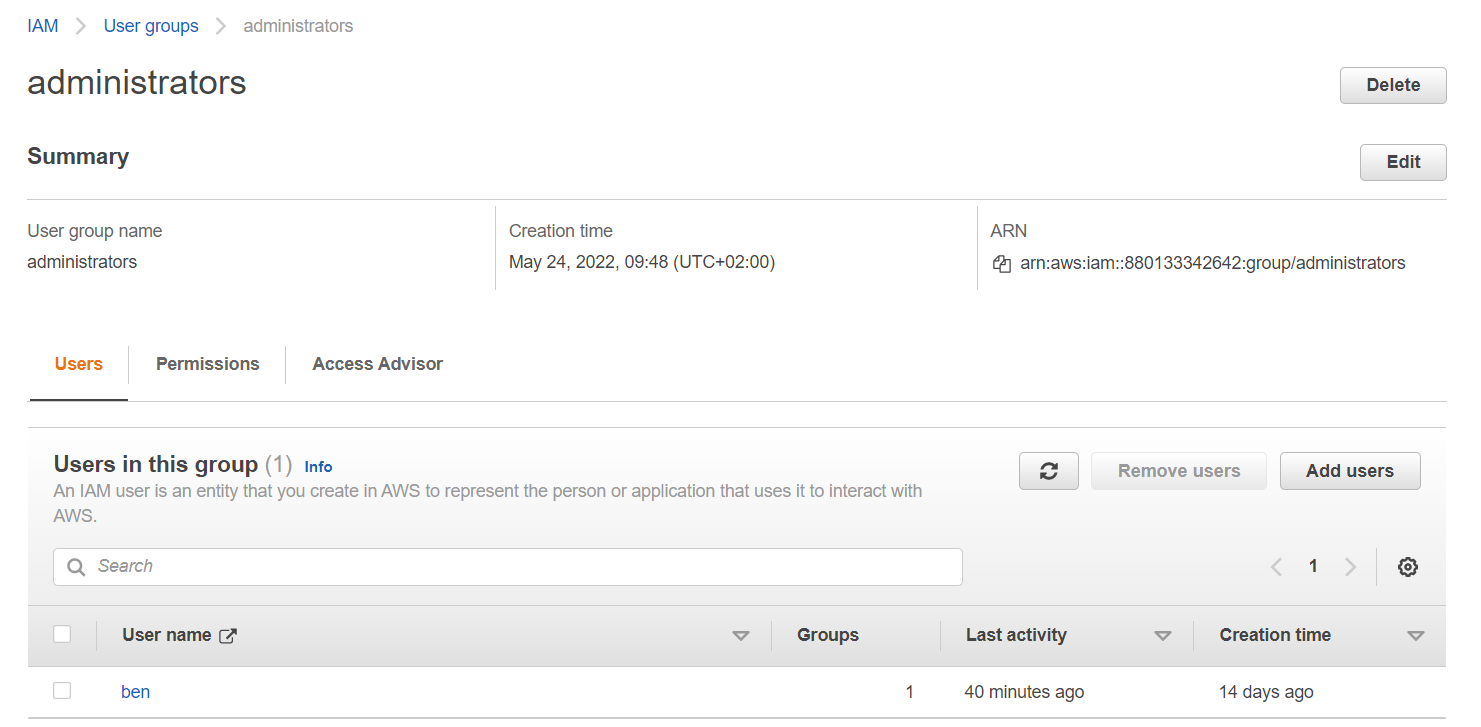 IAM > User groups > administrators
administrators
Delete
Summary
Edit
User group name
Creation time
ARN
administrators
May 24, 2022, 09:48 (UTC+02:00)
arn:aws:iam::880133342642:group/administrators
Users
Permissions
Access Advisor
Users in this group (1) Info
Remove users
Add users
An IAM user is an entity that you create in AWS to represent the person or application that uses it to interact with
AWS.
Search
1
User name
Groups
Last activity
Creation time
ben
1
40 minutes ago
14 days ago